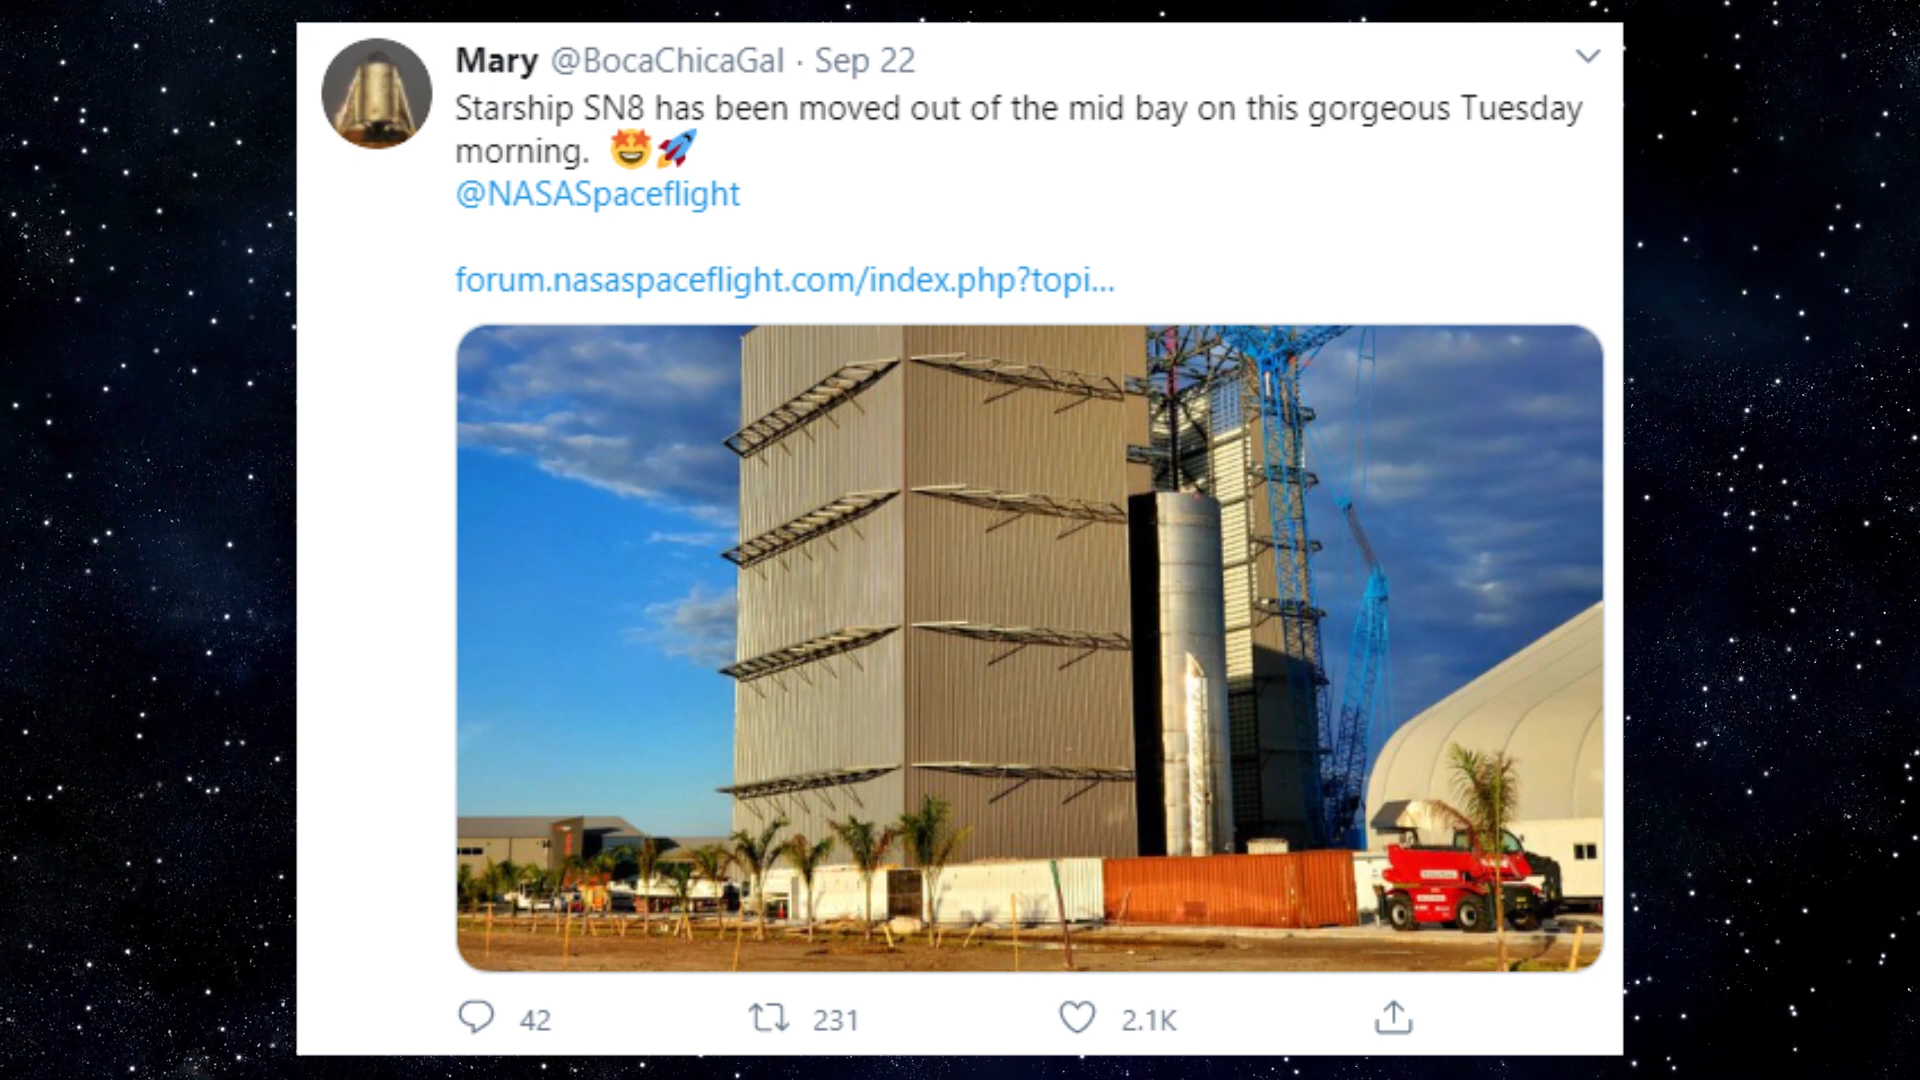 Mary @BocaChicaGal · Sep 22
Starship SN8 has been moved out of the mid bay on this gorgeous Tuesday
morning. 🤩🚀
@NASASpaceflight
forum.nasaspaceflight.com/index.php?topi...
42 231 2.1K